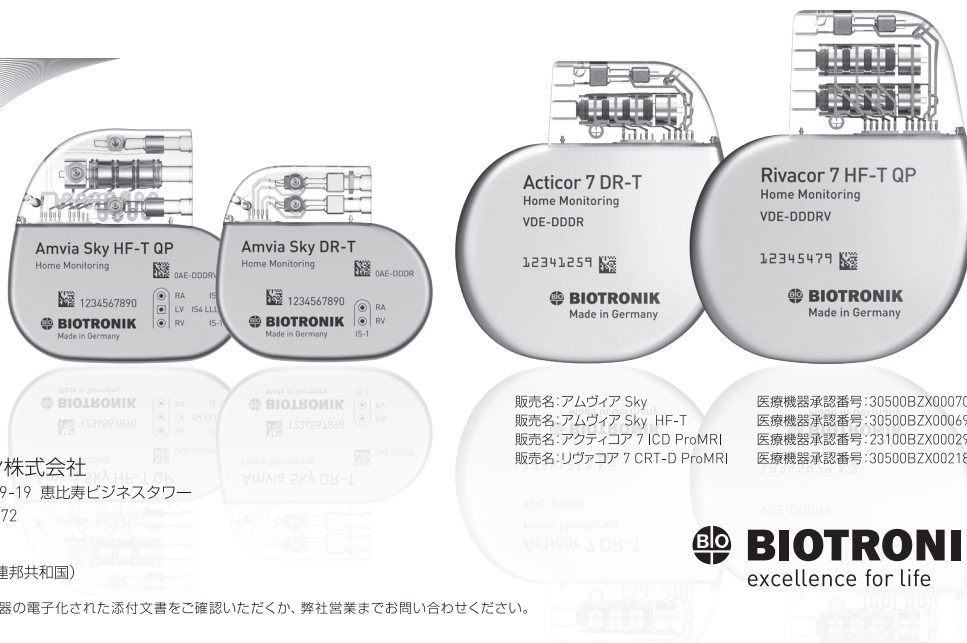 Amvia Sky HF-T QP
Home Monitoring
0AE-DDDRV
1234567890
RA IS
LV IS4 LLL
RV IS-1
BIOTRONIK
Made in Germany
Amvia Sky DR-T
Home Monitoring
0AE-DDDR
1234567890
RA
RV
IS-1
BIOTRONIK
Made in Germany
Acticor 7 DR-T
Home Monitoring
VDE-DDDR
12341259
BIOTRONIK
Made in Germany
Rivacor 7 HF-T QP
Home Monitoring
VDE-DDDRV
12345479
BIOTRONIK
Made in Germany
販売名:アムヴィア Sky 医療機器承認番号:30500BZX00070
販売名:アムヴィア Sky HF-T 医療機器承認番号:30500BZX00069
販売名:アクティコア 7 ICD ProMRI 医療機器承認番号:23100BZX00029
販売名:リヴァコア 7 CRT-D ProMRI 医療機器承認番号:30500BZX00218
株式会社
9-19 恵比寿ビジネスタワー
72
連邦共和国)
器の電子化された添付文書をご確認いただくか、弊社営業までお問い合わせください。
BIO BIOTRONI
excellence for life